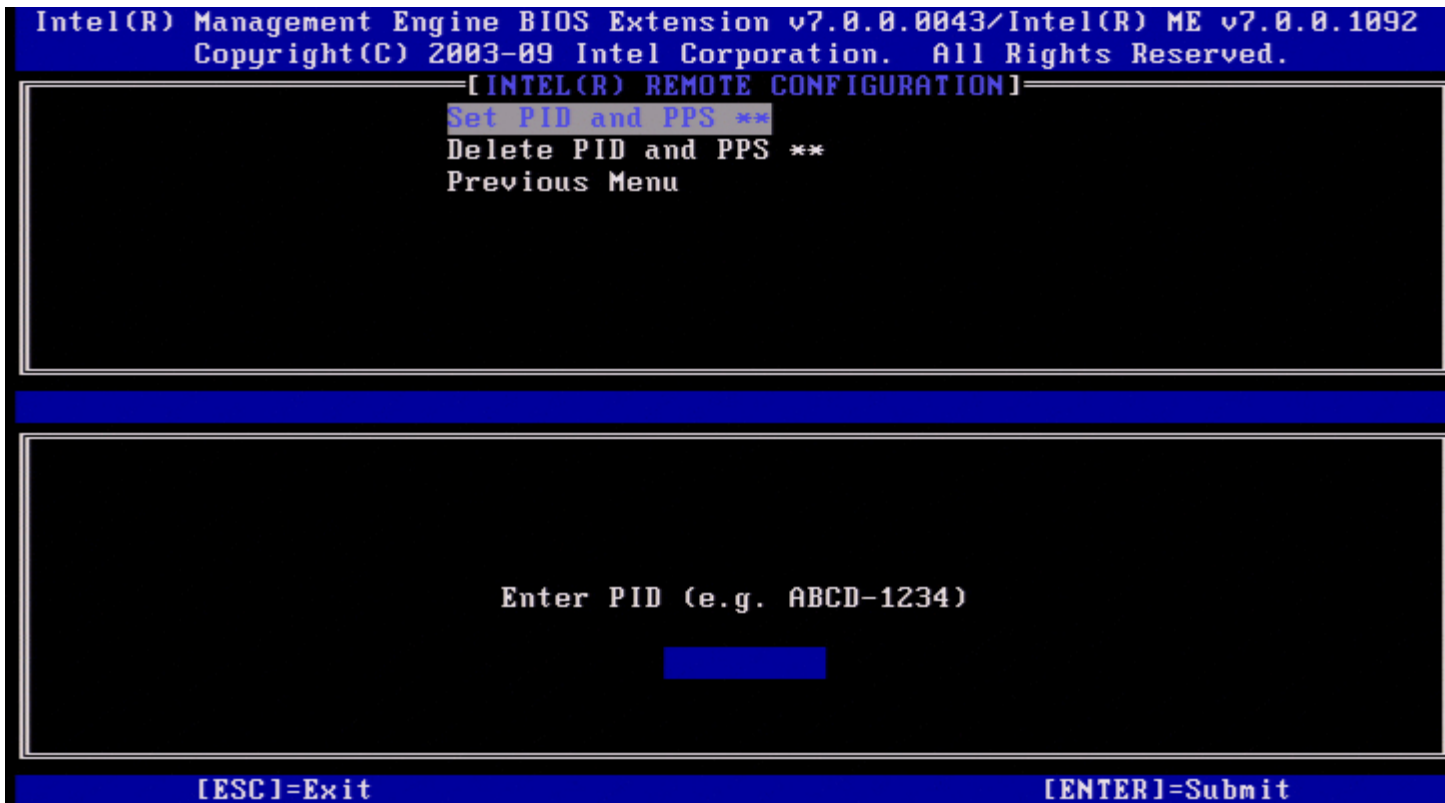 Intel(R) Management Engine BIOS Extension v7.0.0.0043/Intel(R) ME v7.0.0.1092
Copyright(C) 2003-09 Intel Corporation. All Rights Reserved.
[INTEL(R) REMOTE CONFIGURATION]
Set PID and PPS **
Delete PID and PPS **
Previous Menu
Enter PID (e.g. ABCD-1234)
[ESC]=Exit [ENTER]=Submit